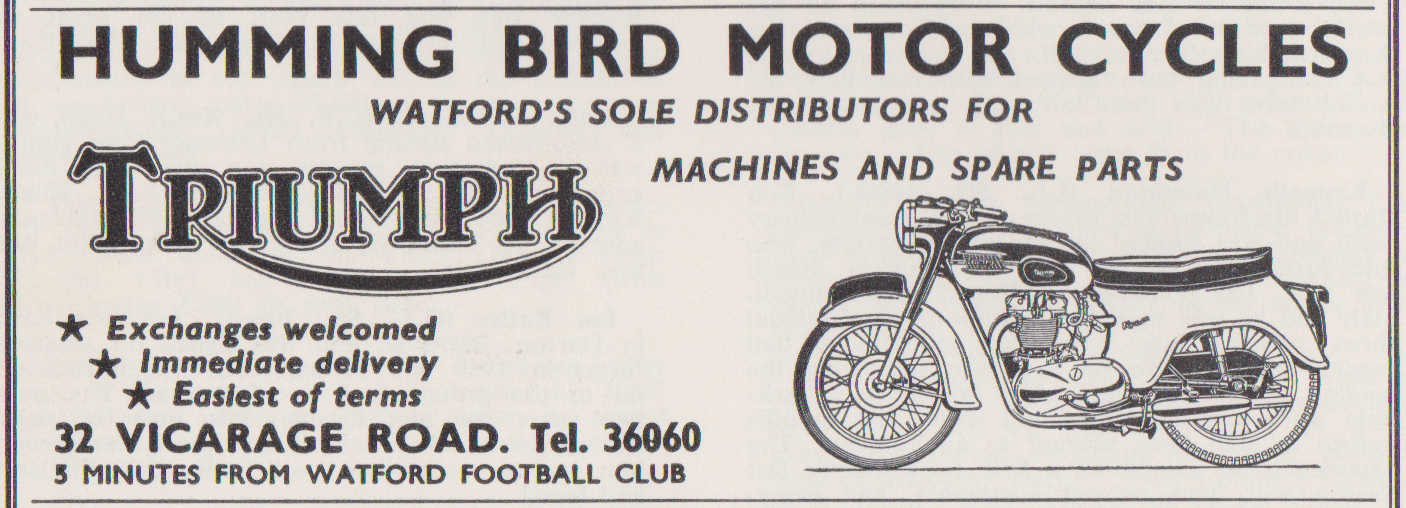 HUMMING BIRD MOTOR CYCLES
WATFORD'S SOLE DISTRIBUTORS FOR
TRIUMPH
MACHINES AND SPARE PARTS
★ Exchanges welcomed
★ Immediate delivery
★ Easiest of terms
32 VICARAGE ROAD. Tel. 36060
5 MINUTES FROM WATFORD FOOTBALL CLUB